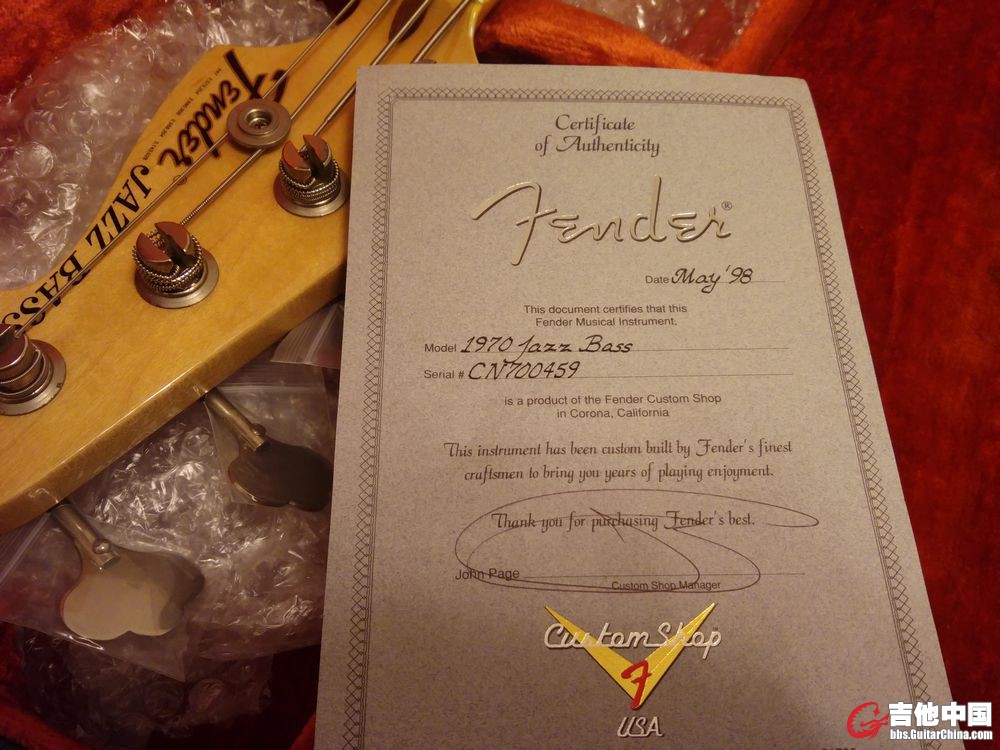 Fender JAZZ BASS
Certificate
of Authenticity
Fender®
Date May '98
This document certifies that this
Fender Musical Instrument,
Model 1970 Jazz Bass
Serial # CN700459
is a product of the Fender Custom Shop
in Corona, California
This instrument has been custom built by Fender's finest
craftsmen to bring you years of playing enjoyment.
Thank you for purchasing Fender's best.
John Page
Custom Shop Manager
Custom Shop™
F
USA
吉他中国
bbs.GuitarChina.com